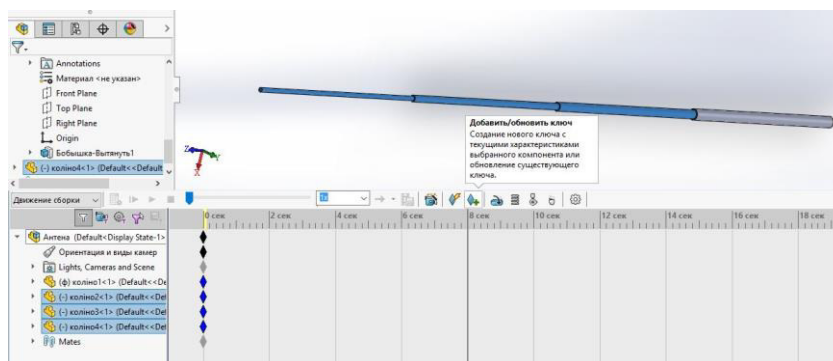 Annotations
Материал <не указан>
Front Plane
Top Plane
Right Plane
Origin
Бобышка-Вытянуть1
(-) коліно4<1> (Default<<Default
Добавить/обновить ключ
Создание нового ключа с
текущими характеристиками
выбранного компонента или
обновление существующего
ключа.
Z
Y
Движение сборки
1x
0 сек 2 сек 4 сек 6 сек 8 сек 10 сек 12 сек 14 сек 16 сек 18 сек
Антена (Default<Display State-1>
Ориентация и виды камер
Lights, Cameras and Scene
(ф) коліно1<1> (Default<<De
(-) коліно2<1> (Default<<Def
(-) коліно3<1> (Default<<Def
(-) коліно4<1> (Default<<Def
Mates